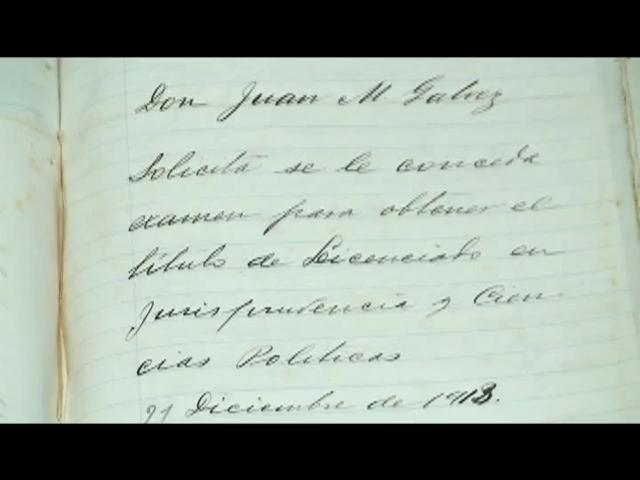 Don Juan M. Galvez
Solicita se le conceda
examen para obtener el
título de Licenciado en
Jurisprudencia y Cien-
cias Politicas
21 Diciembre de 1918.